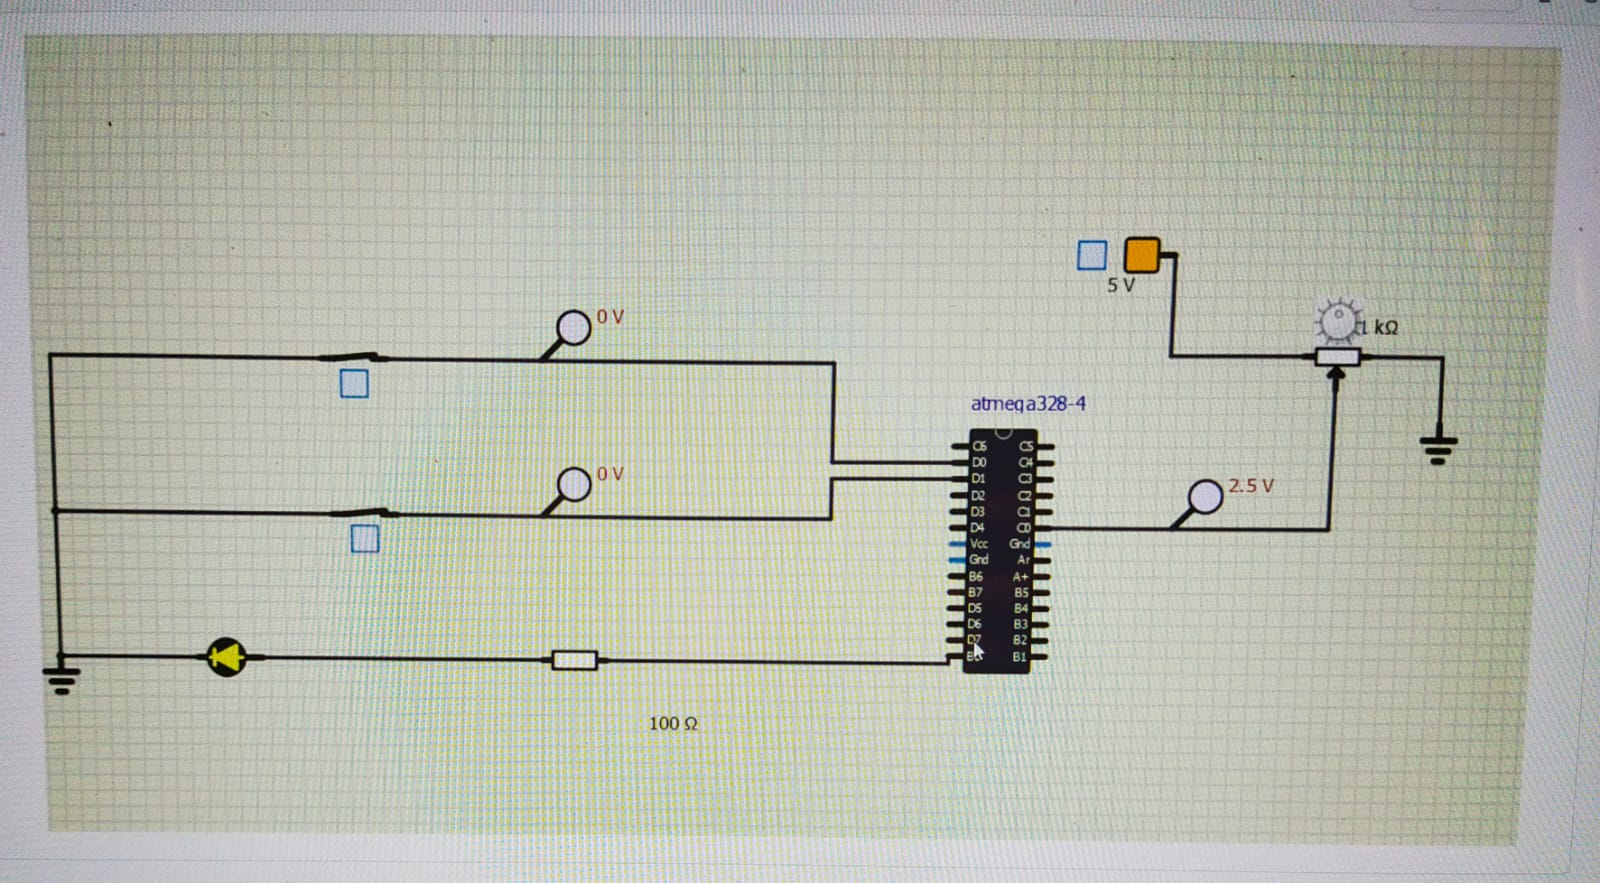 5 V
0 V
1 kΩ
atmega328-4
0 V
2.5 V
C6 C5
D0 C4
D1 C3
D2 C2
D3 C1
D4 C0
Vcc Gnd
Gnd Ar
B6 A+
B7 B5
D5 B4
D6 B3
D7 B2
B1
100 Ω